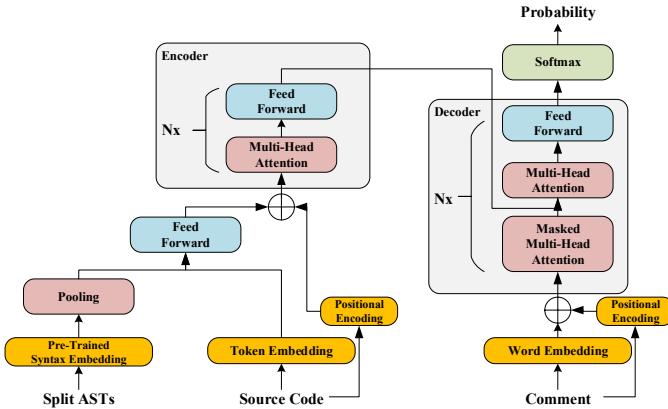 Probability
Encoder
Softmax
Feed
Forward
Nx
Multi-Head
Attention
Decoder
Feed
Forward
Multi-Head
Attention
Nx
Masked
Multi-Head
Attention
Feed
Forward
Pooling
Positional
Encoding
Positional
Encoding
Pre-Trained
Syntax Embedding
Token Embedding
Word Embedding
Split ASTs
Source Code
Comment